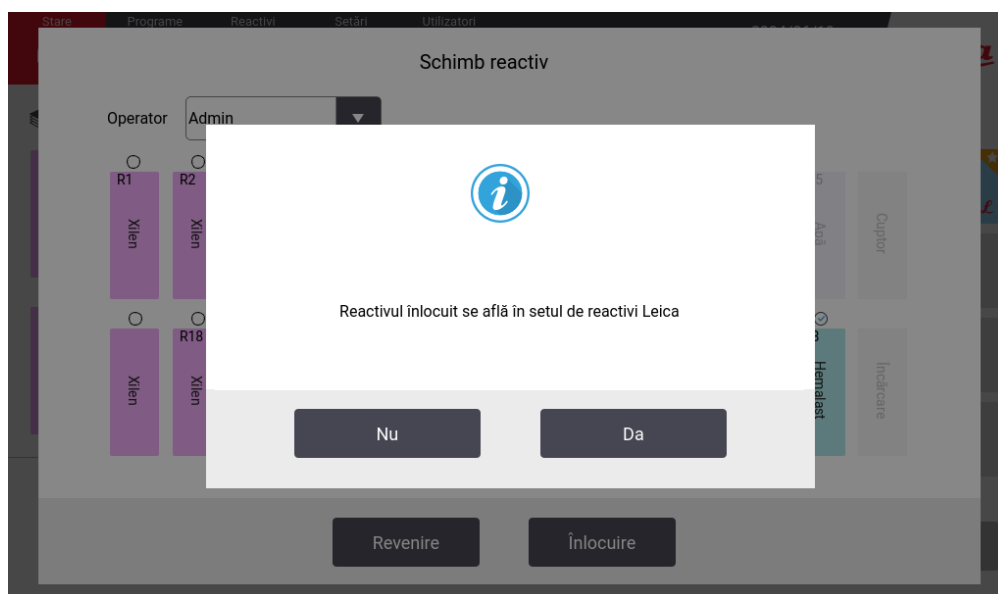 Stare Programe Reactivi Setări Utilizatori
Schimb reactiv
Operator Admin
R1 R2 5
Xilen Xilen Apă Cuptor
Reactivul înlocuit se află în setul de reactivi Leica
R18
Xilen Xilen Hemalast Încărcare
Nu Da
Revenire Înlocuire